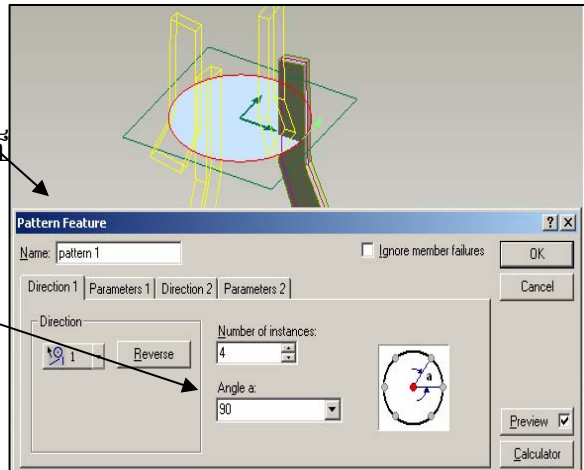 Pattern Feature
Name: pattern 1
Ignore member failures
OK
Direction 1 Parameters 1 Direction 2 Parameters 2
Cancel
Direction
1 Reverse
Number of instances:
4
Angle a:
90
a
Preview
Calculator